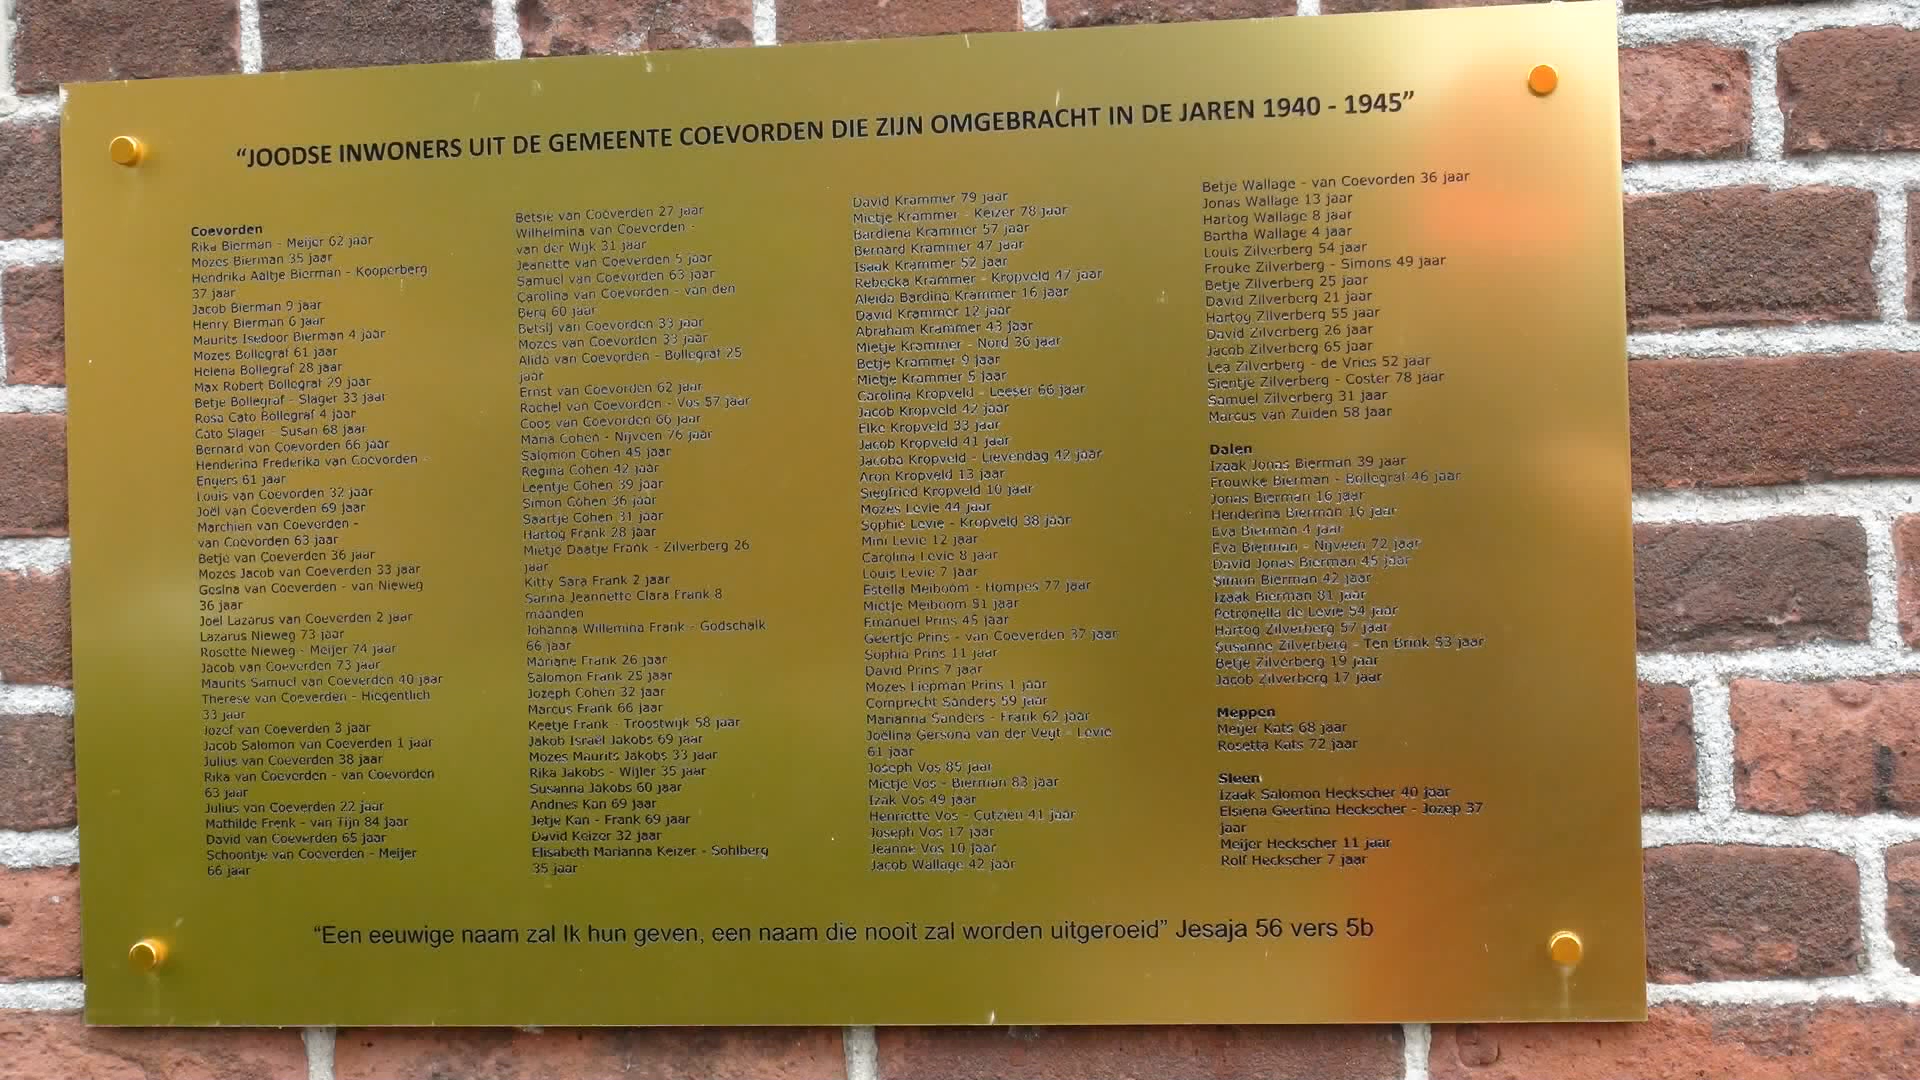 “JOODSE INWONERS UIT DE GEMEENTE COEVORDEN DIE ZIJN OMGEBRACHT IN DE JAREN 1940 - 1945”
Coevorden
Rika Bierman - Meijer 62 jaar
Mozes Bierman 35 jaar
Hendrika Aaltje Bierman - Kooperberg
37 jaar
Jacob Bierman 9 jaar
Henry Bierman 6 jaar
Maurits Isedoor Bierman 4 jaar
Mozes Bollegraf 61 jaar
Helena Bollegraf 28 jaar
Max Robert Bollegraf 29 jaar
Betje Bollegraf - Slager 33 jaar
Rosa Cato Bollegraf 4 jaar
Cato Slager - Susan 68 jaar
Bernard van Coevorden 66 jaar
Henderina Frederika van Coevorden -
Engers 61 jaar
Louis van Coevorden 32 jaar
Joël van Coeverden 69 jaar
Marchien van Coeverden -
van Coevorden 63 jaar
Betje van Coeverden 36 jaar
Mozes Jacob van Coeverden 33 jaar
Gesina van Coeverden - van Nieweg
36 jaar
Joël Lazarus van Coeverden 2 jaar
Lazarus Nieweg 73 jaar
Rosette Nieweg - Meijer 74 jaar
Jacob van Coeverden 73 jaar
Maurits Samuel van Coeverden 40 jaar
Therese van Coeverden - Hiegentlich
33 jaar
Jozef van Coeverden 3 jaar
Jacob Salomon van Coeverden 1 jaar
Julius van Coeverden 38 jaar
Rika van Coeverden - van Coevorden
63 jaar
Julius van Coeverden 22 jaar
Mathilde Frenk - van Tijn 84 jaar
David van Coeverden 65 jaar
Schoontje van Coeverden - Meijer
66 jaar
Betsie van Coeverden 27 jaar
Wilhelmina van Coeverden -
van der Wijk 31 jaar
Jeanette van Coeverden 5 jaar
Samuel van Coevorden 63 jaar
Carolina van Coevorden - van den
Berg 60 jaar
Betsij van Coevorden 33 jaar
Mozes van Coevorden 33 jaar
Alida van Coevorden - Bollegraf 25
jaar
Ernst van Coevorden 62 jaar
Rachel van Coevorden - Vos 57 jaar
Coos van Coevorden 66 jaar
Maria Cohen - Nijveen 76 jaar
Salomon Cohen 45 jaar
Regina Cohen 42 jaar
Leentje Cohen 39 jaar
Simon Cohen 36 jaar
Saartje Cohen 31 jaar
Hartog Frank 28 jaar
Mietje Daatje Frank - Zilverberg 26
jaar
Kitty Sara Frank 2 jaar
Sarina Jeannette Clara Frank 8
maanden
Johanna Willemina Frank - Godschalk
66 jaar
Mariane Frank 26 jaar
Salomon Frank 25 jaar
Jozeph Cohen 32 jaar
Marcus Frank 66 jaar
Keetje Frank - Troostwijk 58 jaar
Jakob Israël Jakobs 69 jaar
Mozes Maurits Jakobs 33 jaar
Rika Jakobs - Wijler 35 jaar
Susanna Jakobs 60 jaar
Andries Kan 69 jaar
Jetje Kan - Frank 69 jaar
David Keizer 32 jaar
Elisabeth Marianna Keizer - Sohlberg
35 jaar
David Krammer 79 jaar
Mietje Krammer - Keizer 78 jaar
Bardiena Krammer 57 jaar
Bernard Krammer 47 jaar
Isaak Krammer 52 jaar
Rebecka Krammer - Kropveld 47 jaar
Aleida Bardina Krammer 16 jaar
David Krammer 12 jaar
Abraham Krammer 43 jaar
Mietje Krammer - Nord 36 jaar
Betje Krammer 9 jaar
Mietje Krammer 5 jaar
Carolina Kropveld - Leeser 66 jaar
Jacob Kropveld 42 jaar
Elke Kropveld 33 jaar
Jacob Kropveld 41 jaar
Jacoba Kropveld - Lievendag 42 jaar
Aron Kropveld 13 jaar
Siegfried Kropveld 10 jaar
Mozes Levie 44 jaar
Sophie Levie - Kropveld 38 jaar
Mini Levie 12 jaar
Carolina Levie 8 jaar
Louis Levie 7 jaar
Estella Meiboom - Hompes 77 jaar
Mietje Meiboom 51 jaar
Emanuel Prins 45 jaar
Geertje Prins - van Coeverden 37 jaar
Sophia Prins 11 jaar
David Prins 7 jaar
Mozes Liepman Prins 1 jaar
Comprecht Sanders 59 jaar
Marianna Sanders - Frank 62 jaar
Joëlina Gersona van der Vegt - Levie
61 jaar
Joseph Vos 85 jaar
Mietje Vos - Bierman 83 jaar
Izak Vos 49 jaar
Henriette Vos - Cutzien 41 jaar
Joseph Vos 17 jaar
Jeanne Vos 10 jaar
Jacob Wallage 42 jaar
Betje Wallage - van Coevorden 36 jaar
Jonas Wallage 13 jaar
Hartog Wallage 8 jaar
Bartha Wallage 4 jaar
Louis Zilverberg 54 jaar
Frouke Zilverberg - Simons 49 jaar
Betje Zilverberg 25 jaar
David Zilverberg 21 jaar
Hartog Zilverberg 55 jaar
David Zilverberg 26 jaar
Jacob Zilverberg 65 jaar
Lea Zilverberg - de Vries 52 jaar
Sientje Zilverberg - Coster 78 jaar
Samuel Zilverberg 31 jaar
Marcus van Zuiden 58 jaar
Dalen
Izaak Jonas Bierman 39 jaar
Frouwke Bierman - Bollegraf 46 jaar
Jonas Bierman 16 jaar
Henderina Bierman 16 jaar
Eva Bierman 4 jaar
Eva Bierman - Nijveen 72 jaar
David Jonas Bierman 45 jaar
Simon Bierman 42 jaar
Izaak Bierman 81 jaar
Petronella de Levie 54 jaar
Hartog Zilverberg 57 jaar
Susanne Zilverberg - Ten Brink 53 jaar
Betje Zilverberg 19 jaar
Jacob Zilverberg 17 jaar
Meppen
Meijer Kats 68 jaar
Rosetta Kats 72 jaar
Sleen
Izaak Salomon Heckscher 40 jaar
Elsiena Geertina Heckscher - Jozep 37
jaar
Meijer Heckscher 11 jaar
Rolf Heckscher 7 jaar
“Een eeuwige naam zal Ik hun geven, een naam die nooit zal worden uitgeroeid” Jesaja 56 vers 5b